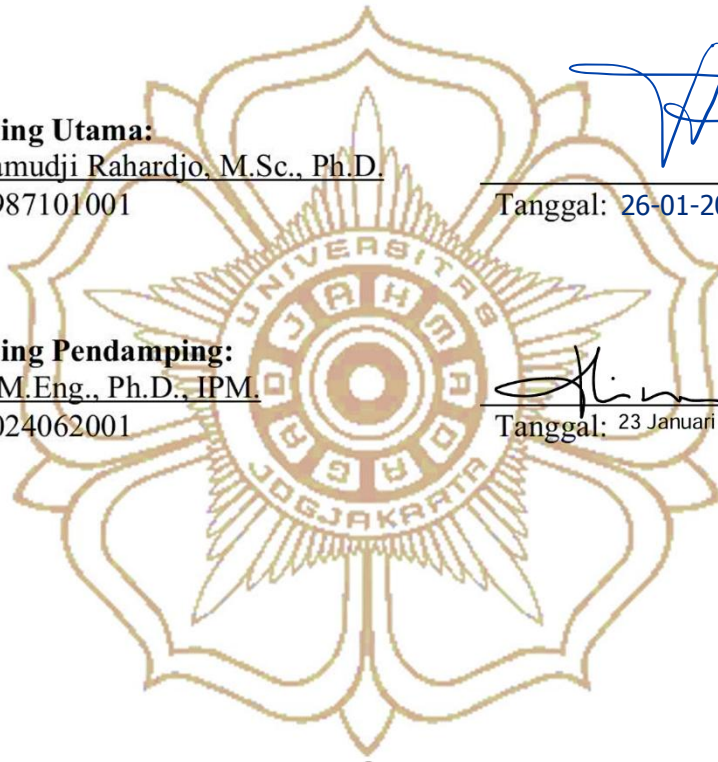 ing Utama:
amudji Rahardjo, M.Sc., Ph.D.
987101001
Tanggal: 26-01-20
ing Pendamping:
M.Eng., Ph.D., IPM.
024062001
Tanggal: 23 Januari
UNIVERSITAS
GADJAH MADA
JOGJAKARTA